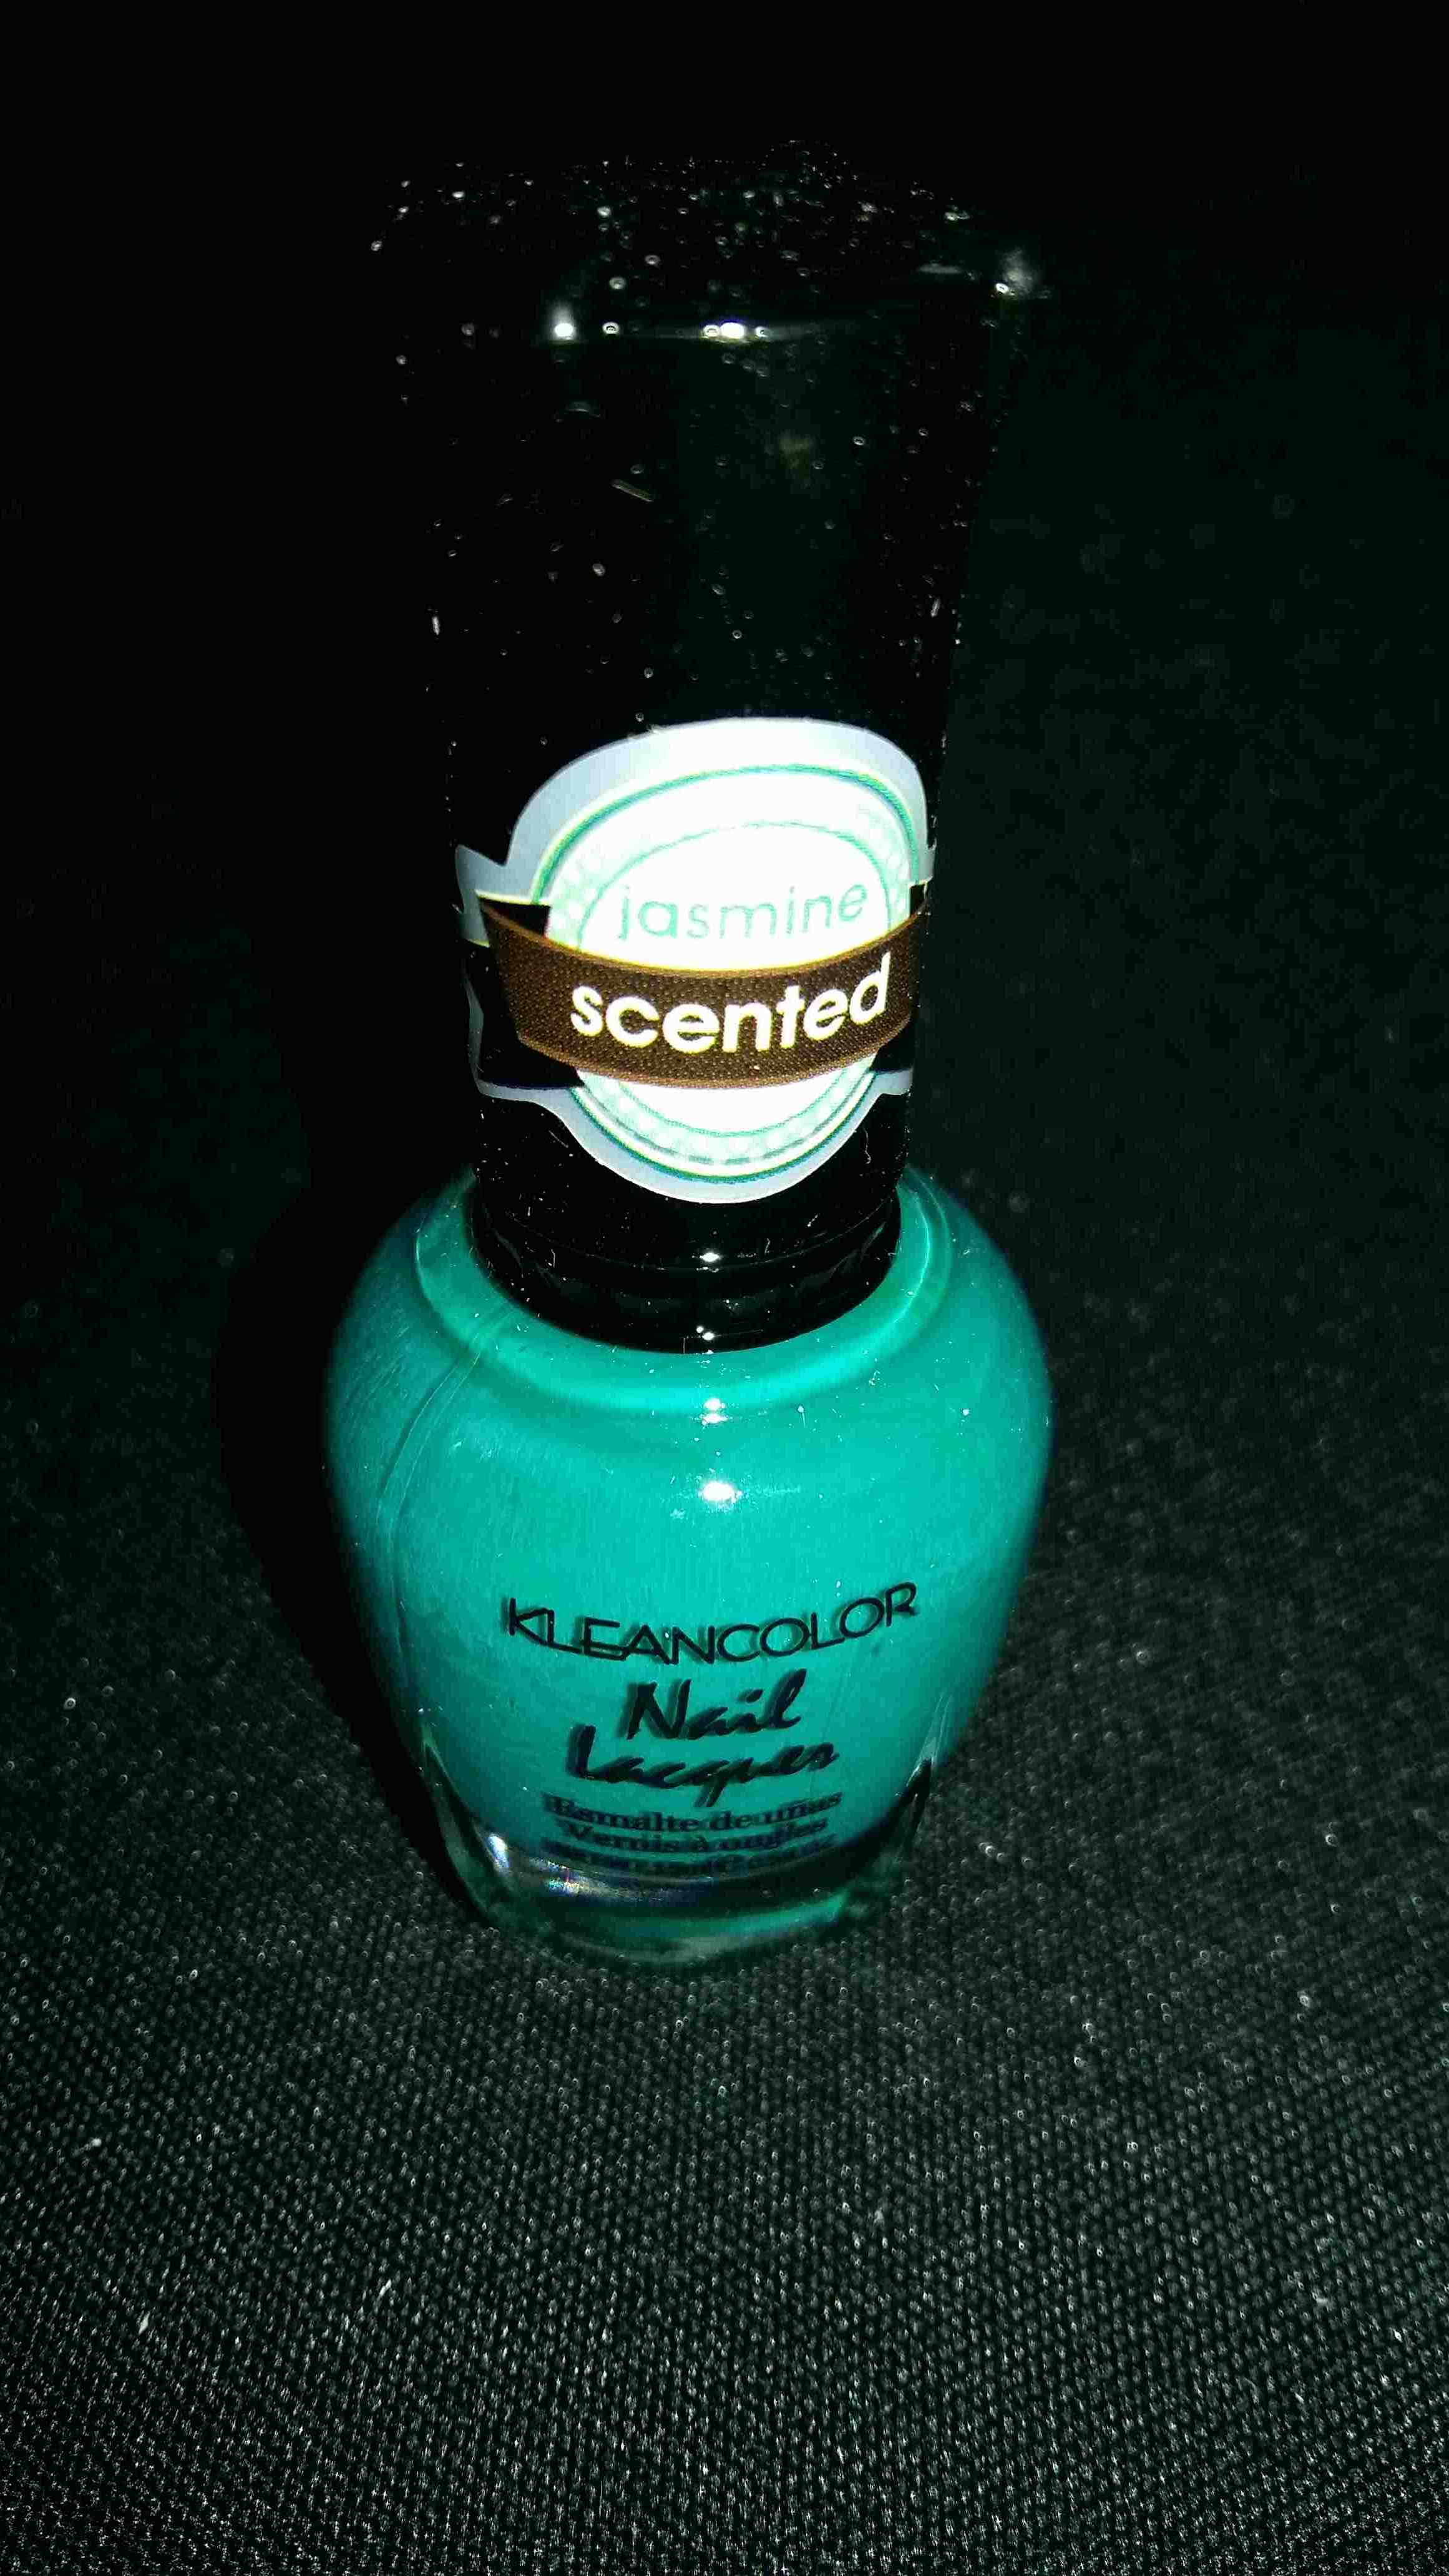 jasmine
scented
KLEANCOLOR
Nail
Lacquer
Esmalte de uñas
Vernis à ongles